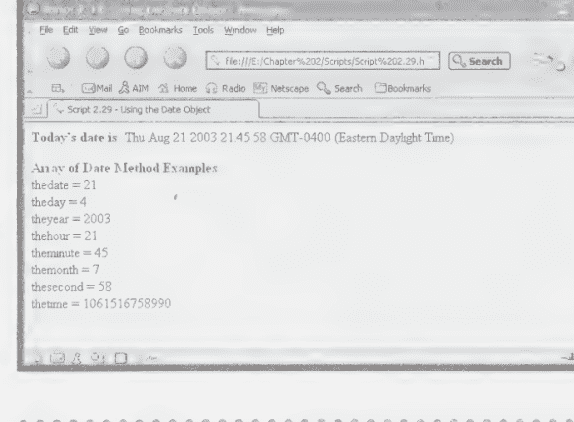 File Edit View Go Bookmarks Tools Window Help
file:///E:/Chapter%202/Scripts/Script%202.29.h Search
Mail AIM Home Radio Netscape Search Bookmarks
Script 2.29 - Using the Date Object
Today's date is Thu Aug 21 2003 21:45 58 GMT-0400 (Eastern Daylight Time)
Array of Date Method Examples
thedate = 21
theday = 4
theyear = 2003
thehour = 21
theminute = 45
themonth = 7
thesecond = 58
thetime = 1061516758990